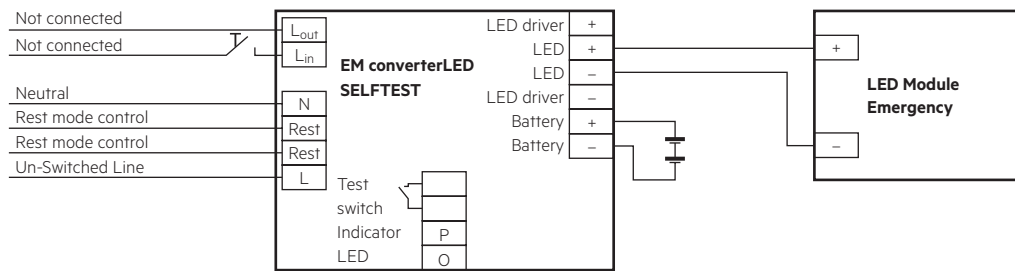 Not connected
Not connected
Neutral
Rest mode control
Rest mode control
Un-Switched Line
Lout
Lin
N
Rest
Rest
L
EM converterLED
SELFTEST
Test
switch
Indicator P
LED O
LED driver +
LED +
LED –
LED driver –
Battery +
Battery –
+
–
LED Module
Emergency